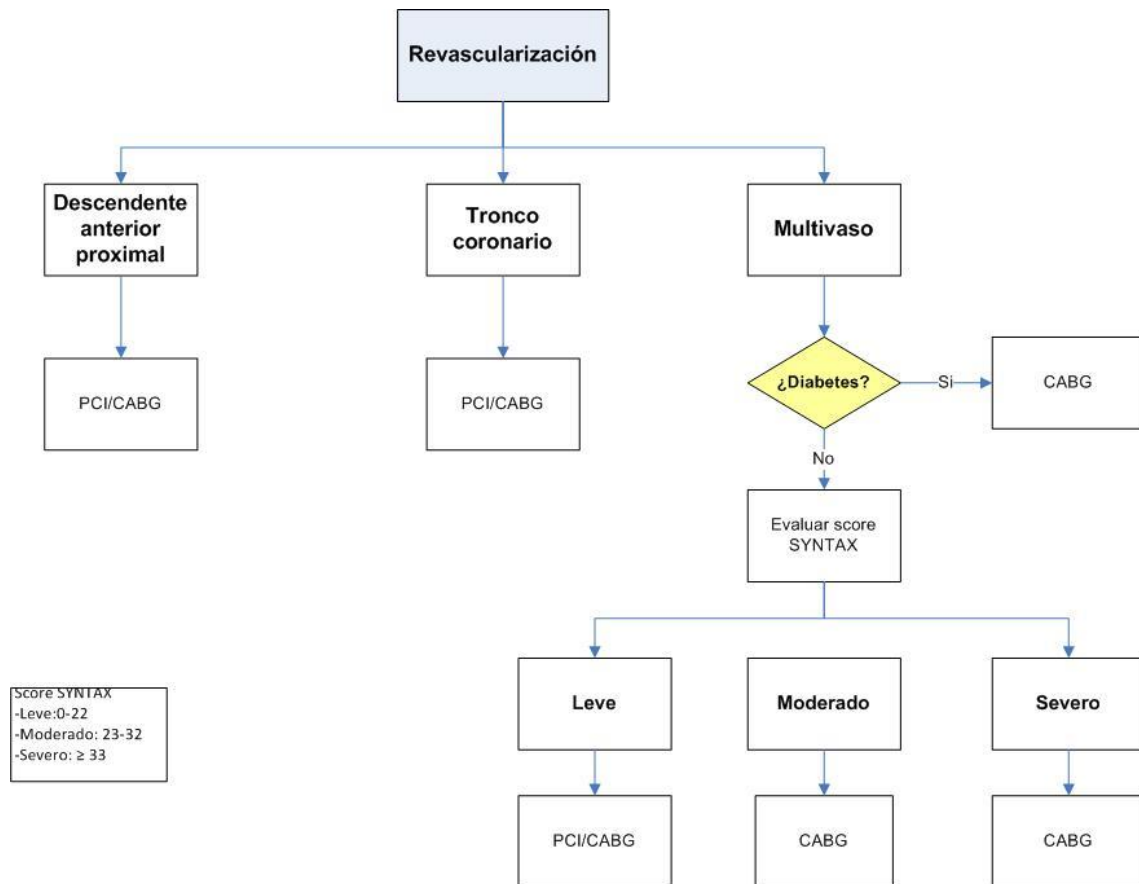 Revascularización
Descendente
anterior
proximal
Tronco
coronario
Multivaso
PCI/CABG
PCI/CABG
¿Diabetes?
Si
CABG
No
Evaluar score
SYNTAX
Leve
Moderado
Severo
PCI/CABG
CABG
CABG
Score SYNTAX
-Leve:0-22
-Moderado: 23-32
-Severo: ≥ 33